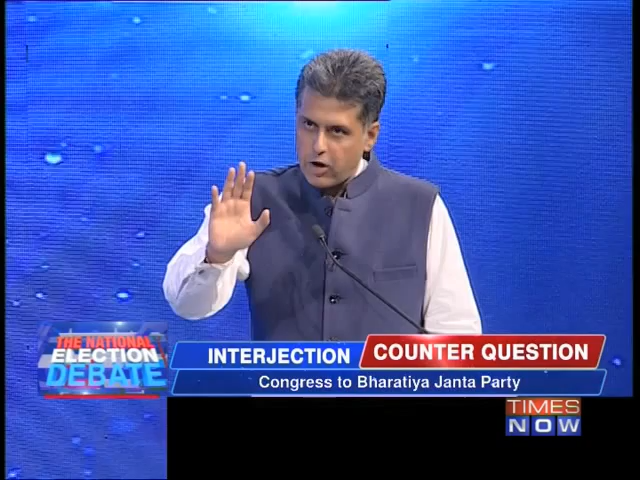 THE NATIONAL
ELECTION
DEBATE
INTERJECTION
COUNTER QUESTION
Congress to Bharatiya Janta Party
TIMES
NOW